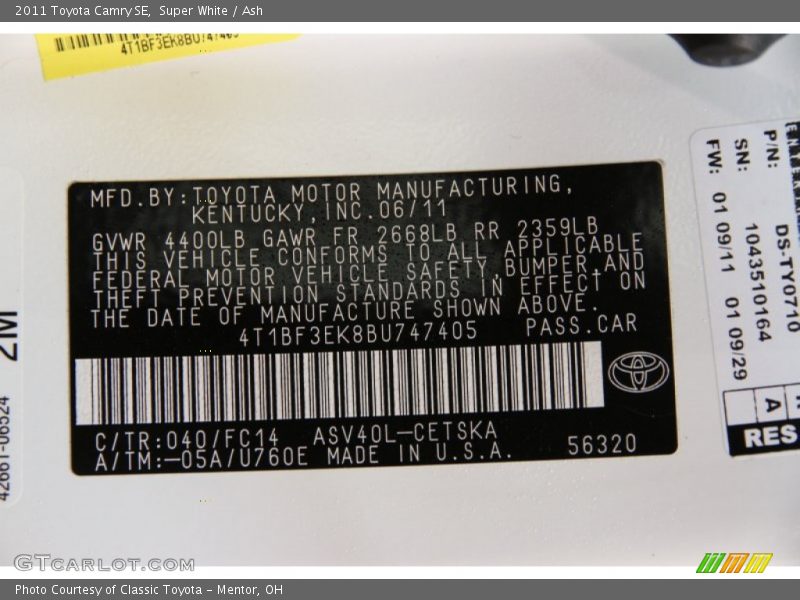 2011 Toyota Camry SE, Super White / Ash
4T1BF3EK8BU747405
MFD.BY:TOYOTA MOTOR MANUFACTURING,
KENTUCKY,INC.06/11
GVWR 4400LB GAWR FR 2668LB RR 2359LB
THIS VEHICLE CONFORMS TO ALL APPLICABLE
FEDERAL MOTOR VEHICLE SAFETY,BUMPER,AND
THEFT PREVENTION STANDARDS IN EFFECT ON
THE DATE OF MANUFACTURE SHOWN ABOVE.
4T1BF3EK8BU747405 PASS.CAR
C/TR:040/FC14 ASV40L-CETSKA
A/TM:-05A/U760E MADE IN U.S.A. 56320
2M
42661-06524
P/N: DS-TY0710
SN: 1043510164
FW: 01 09/11 01 09/29
A
RES
GTCARLOT.COM
Photo Courtesy of Classic Toyota - Mentor, OH